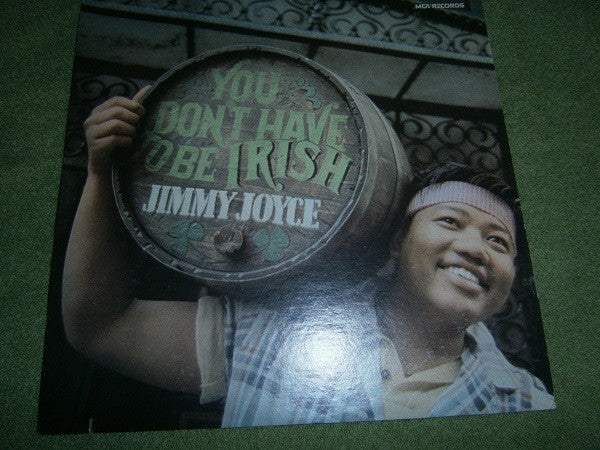 MCA RECORDS
YOU
DON'T HAVE
TO BE IRISH
JIMMY JOYCE